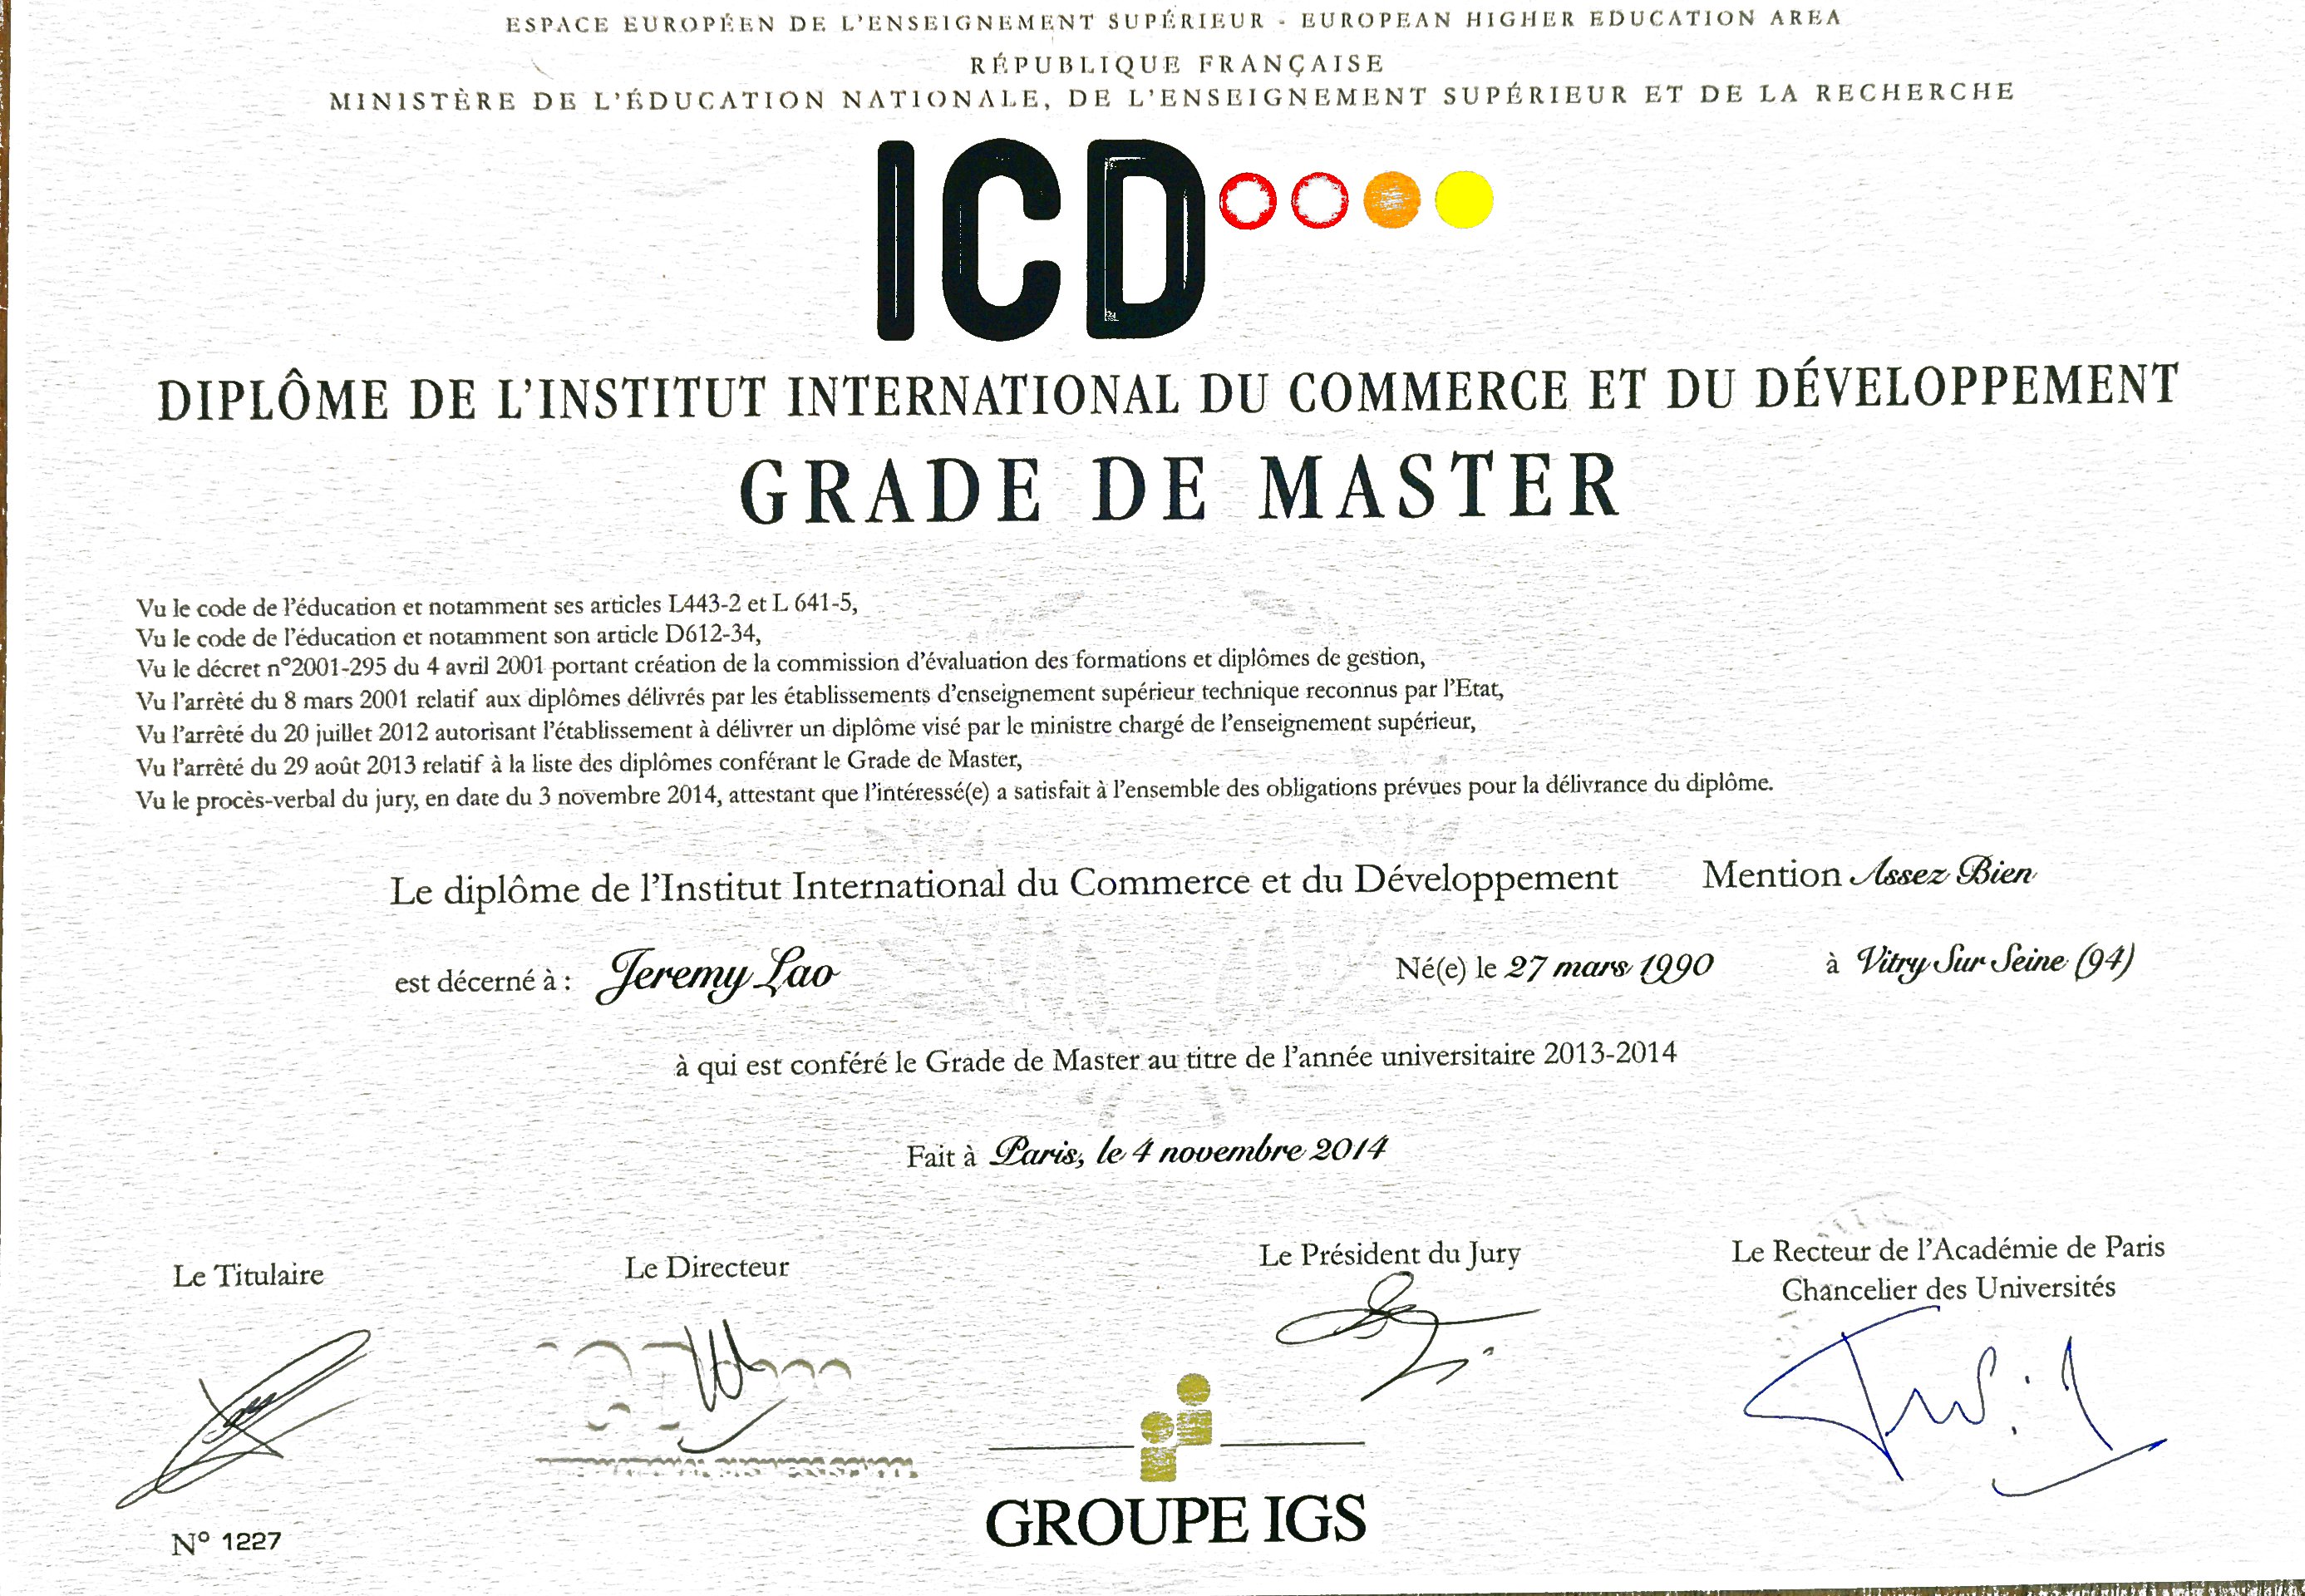 ESPACE EUROPÉEN DE L'ENSEIGNEMENT SUPÉRIEUR - EUROPEAN HIGHER EDUCATION AREA
RÉPUBLIQUE FRANÇAISE
MINISTÈRE DE L'ÉDUCATION NATIONALE, DE L'ENSEIGNEMENT SUPÉRIEUR ET DE LA RECHERCHE
ICD
DIPLÔME DE L'INSTITUT INTERNATIONAL DU COMMERCE ET DU DÉVELOPPEMENT
GRADE DE MASTER
Vu le code de l'éducation et notamment ses articles L443-2 et L 641-5,
Vu le code de l'éducation et notamment son article D612-34,
Vu le décret n°2001-295 du 4 avril 2001 portant création de la commission d'évaluation des formations et diplômes de gestion,
Vu l'arrêté du 8 mars 2001 relatif aux diplômes délivrés par les établissements d'enseignement supérieur technique reconnus par l'Etat,
Vu l'arrêté du 20 juillet 2012 autorisant l'établissement à délivrer un diplôme visé par le ministre chargé de l'enseignement supérieur,
Vu l'arrêté du 29 août 2013 relatif à la liste des diplômes conférant le Grade de Master,
Vu le procès-verbal du jury, en date du 3 novembre 2014, attestant que l'intéressé(e) a satisfait à l'ensemble des obligations prévues pour la délivrance du diplôme.
Le diplôme de l'Institut International du Commerce et du Développement Mention Assez Bien
est décerné à : Jeremy Lao Né(e) le 27 mars 1990 à Vitry Sur Seine (94)
à qui est conféré le Grade de Master au titre de l'année universitaire 2013-2014
Fait à Paris, le 4 novembre 2014
Le Titulaire Le Directeur Le Président du Jury Le Recteur de l'Académie de Paris
Chancelier des Universités
GROUPE IGS
N° 1227